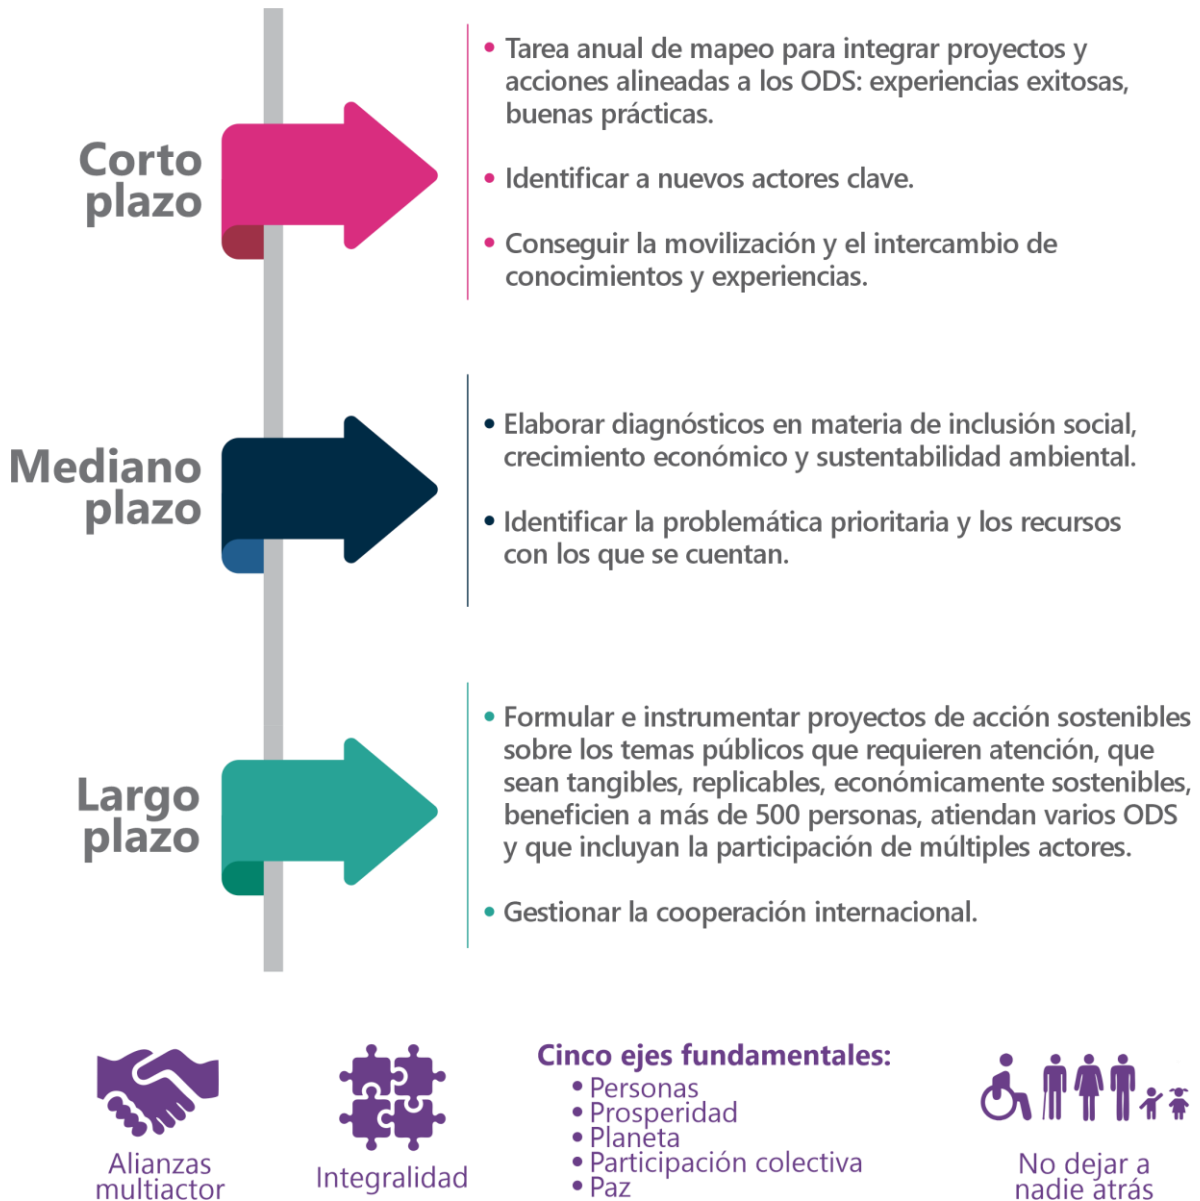 Corto
plazo
• Tarea anual de mapeo para integrar proyectos y
acciones alineadas a los ODS: experiencias exitosas,
buenas prácticas.
• Identificar a nuevos actores clave.
• Conseguir la movilización y el intercambio de
conocimientos y experiencias.
Mediano
plazo
• Elaborar diagnósticos en materia de inclusión social,
crecimiento económico y sustentabilidad ambiental.
• Identificar la problemática prioritaria y los recursos
con los que se cuentan.
Largo
plazo
• Formular e instrumentar proyectos de acción sostenibles
sobre los temas públicos que requieren atención, que
sean tangibles, replicables, económicamente sostenibles,
beneficien a más de 500 personas, atiendan varios ODS
y que incluyan la participación de múltiples actores.
• Gestionar la cooperación internacional.
Alianzas
multiactor
Integralidad
Cinco ejes fundamentales:
• Personas
• Prosperidad
• Planeta
• Participación colectiva
• Paz
No dejar a
nadie atrás